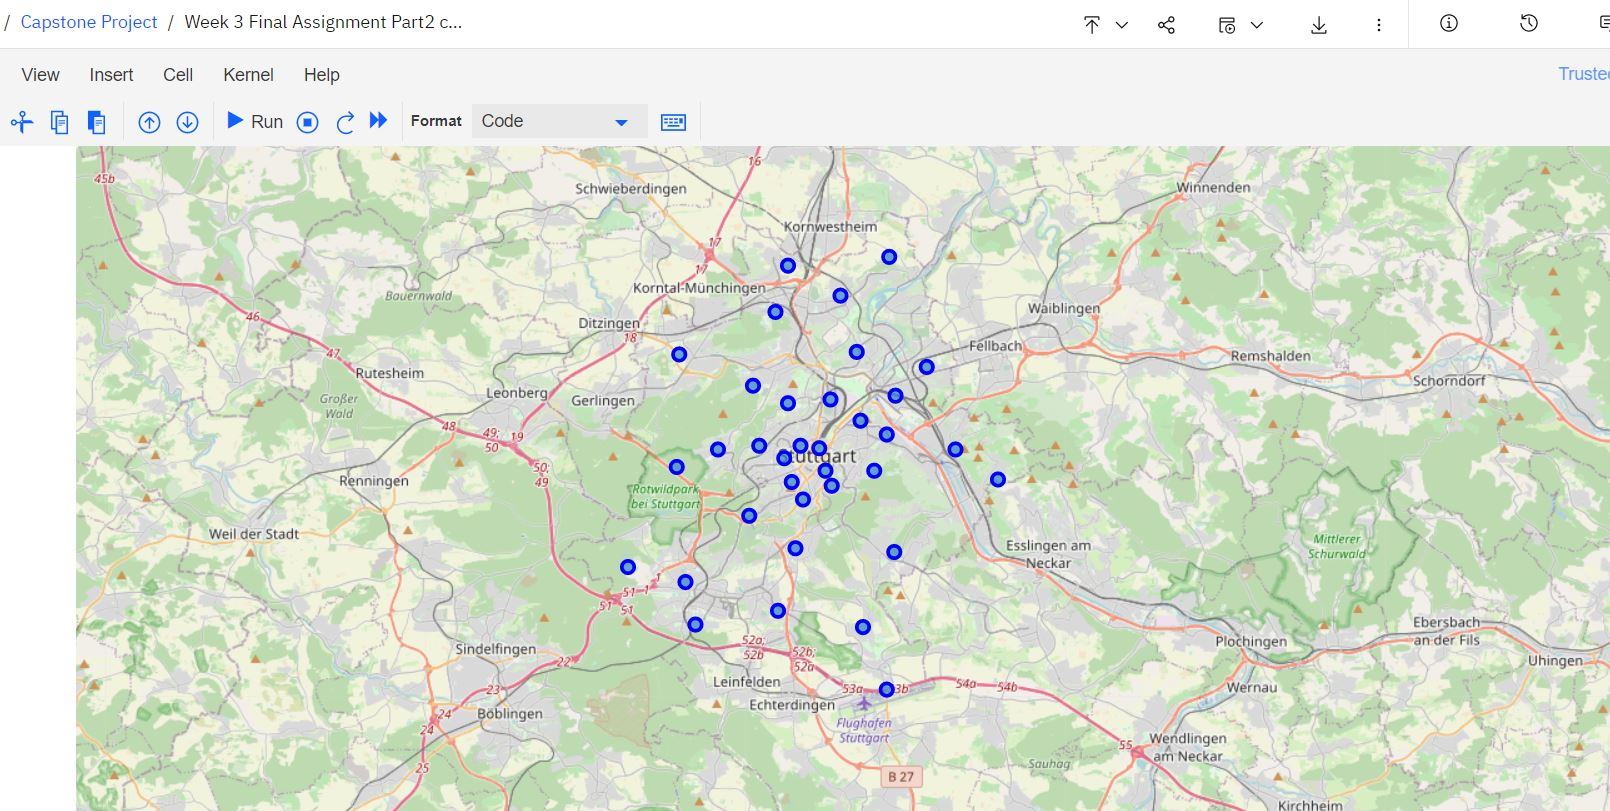 / Capstone Project / Week 3 Final Assignment Part2 c...
View Insert Cell Kernel Help
Run Format Code
16
45b
Schwieberdingen
Winnenden
Kornwestheim
17
17
Korntal-Münchingen
Bauernwald
Waiblingen
46
Ditzingen
18
Fellbach
47
Remshalden
Rutesheim
Schorndorf
Leonberg
Gerlingen
Großer
Wald
48
49;
50
19
Stuttgart
50;
49
Renningen
Rotwildpark
bei Stuttgart
Weil der Stadt
Mittlerer
Schurwald
Esslingen am
Neckar
51
1
1
51
51
Ebersbach
an der Fils
52a;
52b
52b;
52a
Plochingen
Sindelfingen
22
Uhingen
Leinfelden
53a
3b
54a
54b
Wernau
23
Echterdingen
24
Böblingen
24
Flughafen
Stuttgart
Wendlingen
am Neckar
55
25
Sauhag
B 27
Kirchheim